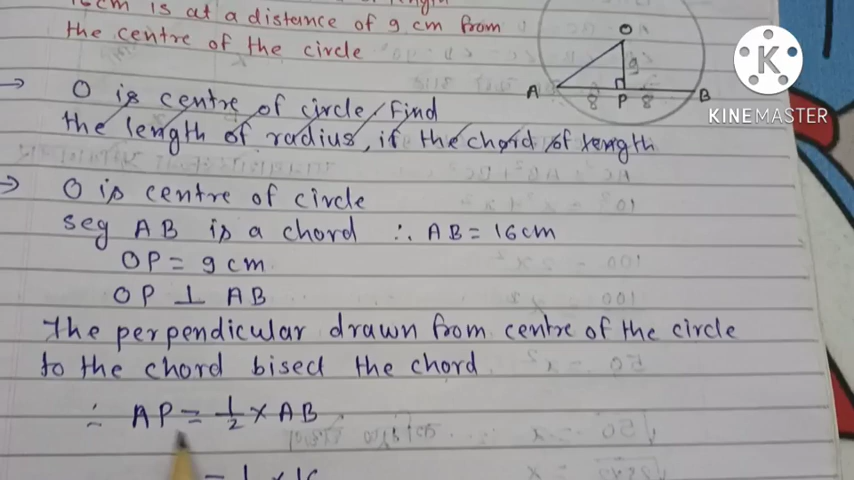 16cm is at a distance of 9 cm from
the centre of the circle
→ O is centre of circle / Find
the length of radius, if the chord of length
→ O is centre of circle
seg AB is a chord ∴ AB = 16cm
OP = 9 cm
OP ⊥ AB
The perpendicular drawn from centre of the circle
to the chord bisect the chord
∴ AP = 1/2 × AB
= 1/2 × 16
O
9
A 8 P 8 B
K
KINEMASTER